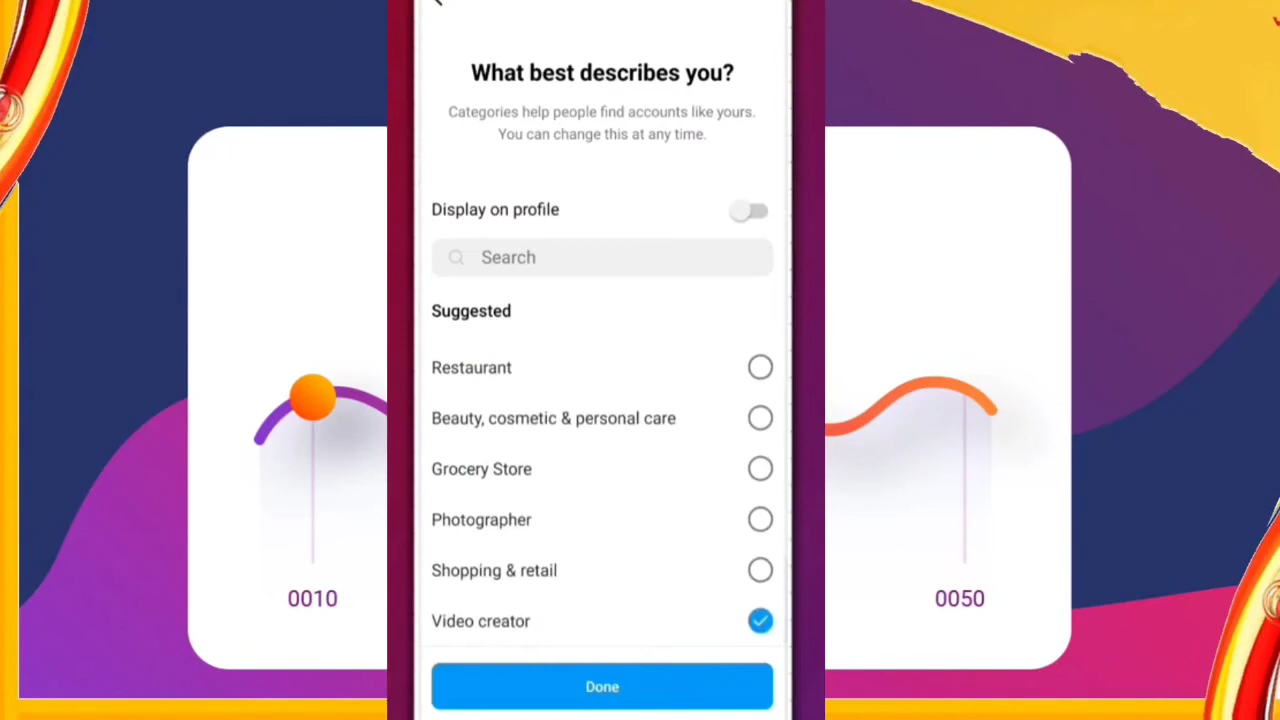 What best describes you?
Categories help people find accounts like yours.
You can change this at any time.
Display on profile
Search
Suggested
Restaurant
Beauty, cosmetic & personal care
Grocery Store
Photographer
Shopping & retail
Video creator
Done
0010
0050